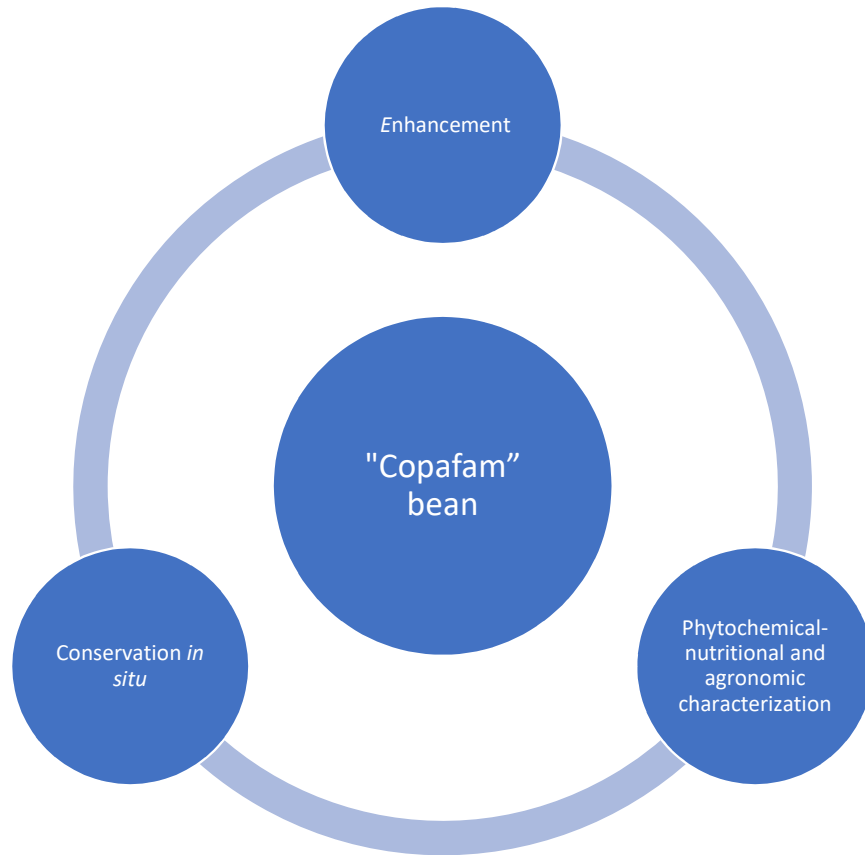 Enhancement
"Copafam”
bean
Conservation in
situ
Phytochemical-
nutritional and
agronomic
characterization